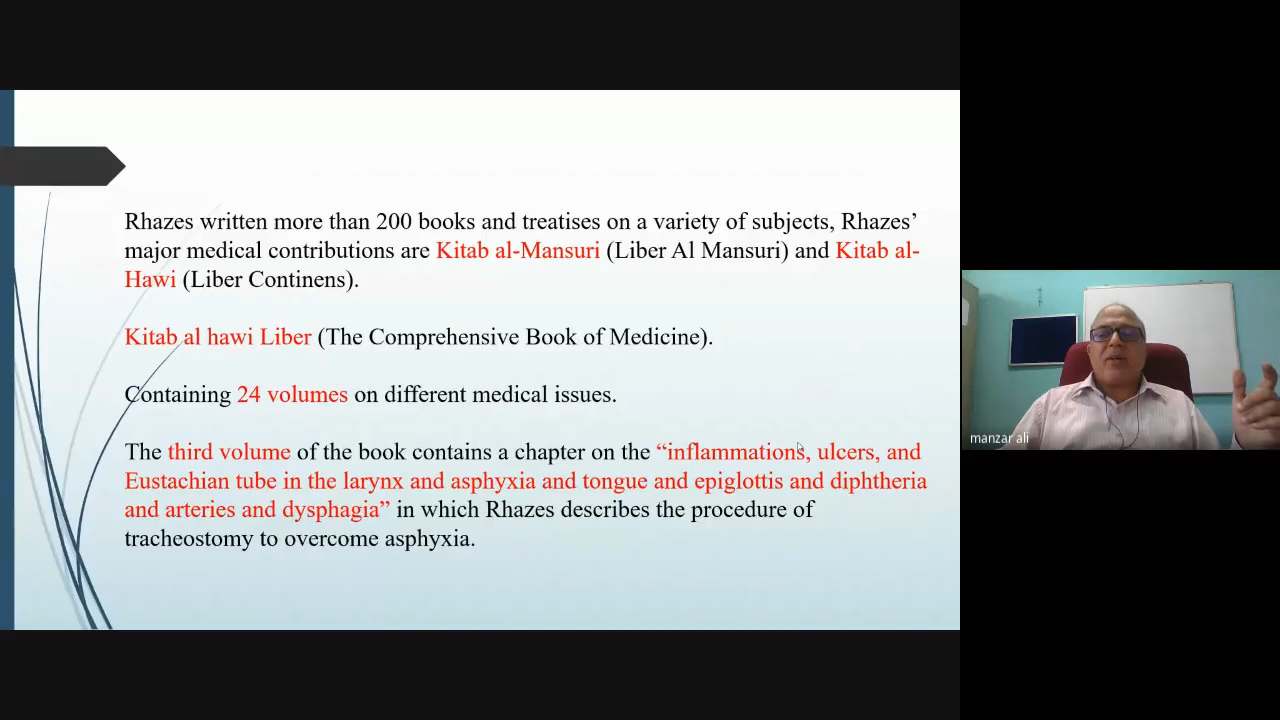 Rhazes written more than 200 books and treatises on a variety of subjects, Rhazes’
major medical contributions are Kitab al-Mansuri (Liber Al Mansuri) and Kitab al-
Hawi (Liber Continens).
Kitab al hawi Liber (The Comprehensive Book of Medicine).
Containing 24 volumes on different medical issues.
The third volume of the book contains a chapter on the “inflammations, ulcers, and
Eustachian tube in the larynx and asphyxia and tongue and epiglottis and diphtheria
and arteries and dysphagia” in which Rhazes describes the procedure of
tracheostomy to overcome asphyxia.
manzar ali